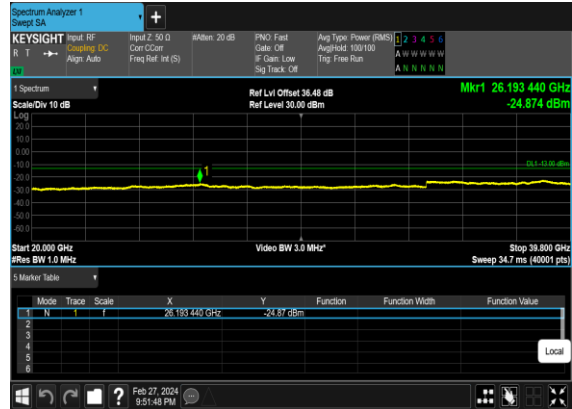 Spectrum Analyzer 1
Swept SA
+
KEYSIGHT Input: RF Input Z: 50 Ω #Atten: 20 dB PNO: Fast Avg Type: Power (RMS) 1 2 3 4 5 6
R T Coupling: DC Corr CCorr Gate: Off Avg|Hold: 100/100 A W W W W W
Align: Auto Freq Ref: Int (S) IF Gain: Low Trig: Free Run
Sig Track: Off A N N N N N
1 Spectrum Ref Lvl Offset 36.48 dB Mkr1 26.193 440 GHz
Scale/Div 10 dB Ref Level 30.00 dBm -24.874 dBm
Log
20.0
10.0
0.00
-10.0 DL1 -13.00 dBm
1
-20.0
-30.0
-40.0
-50.0
-60.0
Start 20.000 GHz Video BW 3.0 MHz* Stop 39.800 GHz
#Res BW 1.0 MHz Sweep 34.7 ms (40001 pts)
5 Marker Table
Mode Trace Scale X Y Function Function Width Function Value
1 N 1 f 26.193 440 GHz -24.87 dBm
2
3
4
5
6
Local
? Feb 27, 2024
9:51:48 PM